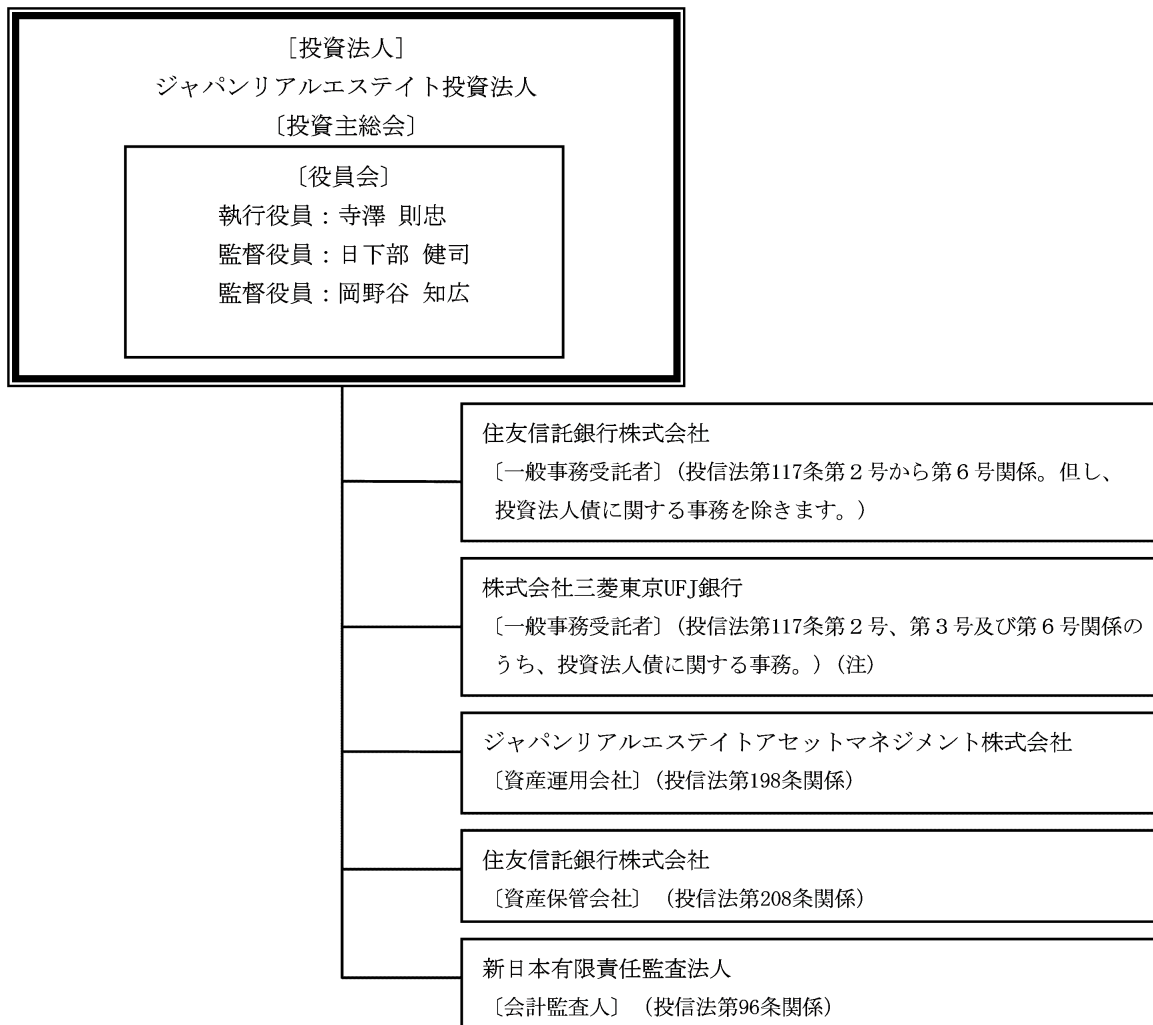 ［投資法人］
ジャパンリアルエステイト投資法人
〔投資主総会〕
〔役員会〕
執行役員：寺澤 則忠
監督役員：日下部 健司
監督役員：岡野谷 知広
住友信託銀行株式会社
〔一般事務受託者〕（投信法第117条第２号から第６号関係。但し、
投資法人債に関する事務を除きます。）
株式会社三菱東京UFJ銀行
〔一般事務受託者〕（投信法第117条第２号、第３号及び第６号関係の
うち、投資法人債に関する事務。）（注）
ジャパンリアルエステイトアセットマネジメント株式会社
〔資産運用会社〕（投信法第198条関係）
住友信託銀行株式会社
〔資産保管会社〕（投信法第208条関係）
新日本有限責任監査法人
〔会計監査人〕（投信法第96条関係）